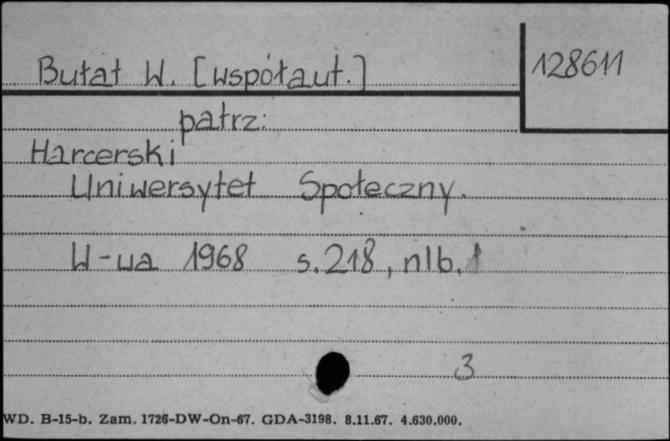 Bułat W. [współaut.]
128611
patrz:
Harcerski
Uniwersytet Społeczny.
W-wa 1968 s.218, nlb. 1
3
WD. B-15-b. Zam. 1726-DW-On-67. GDA-3198. 8.11.67. 4.630.000.